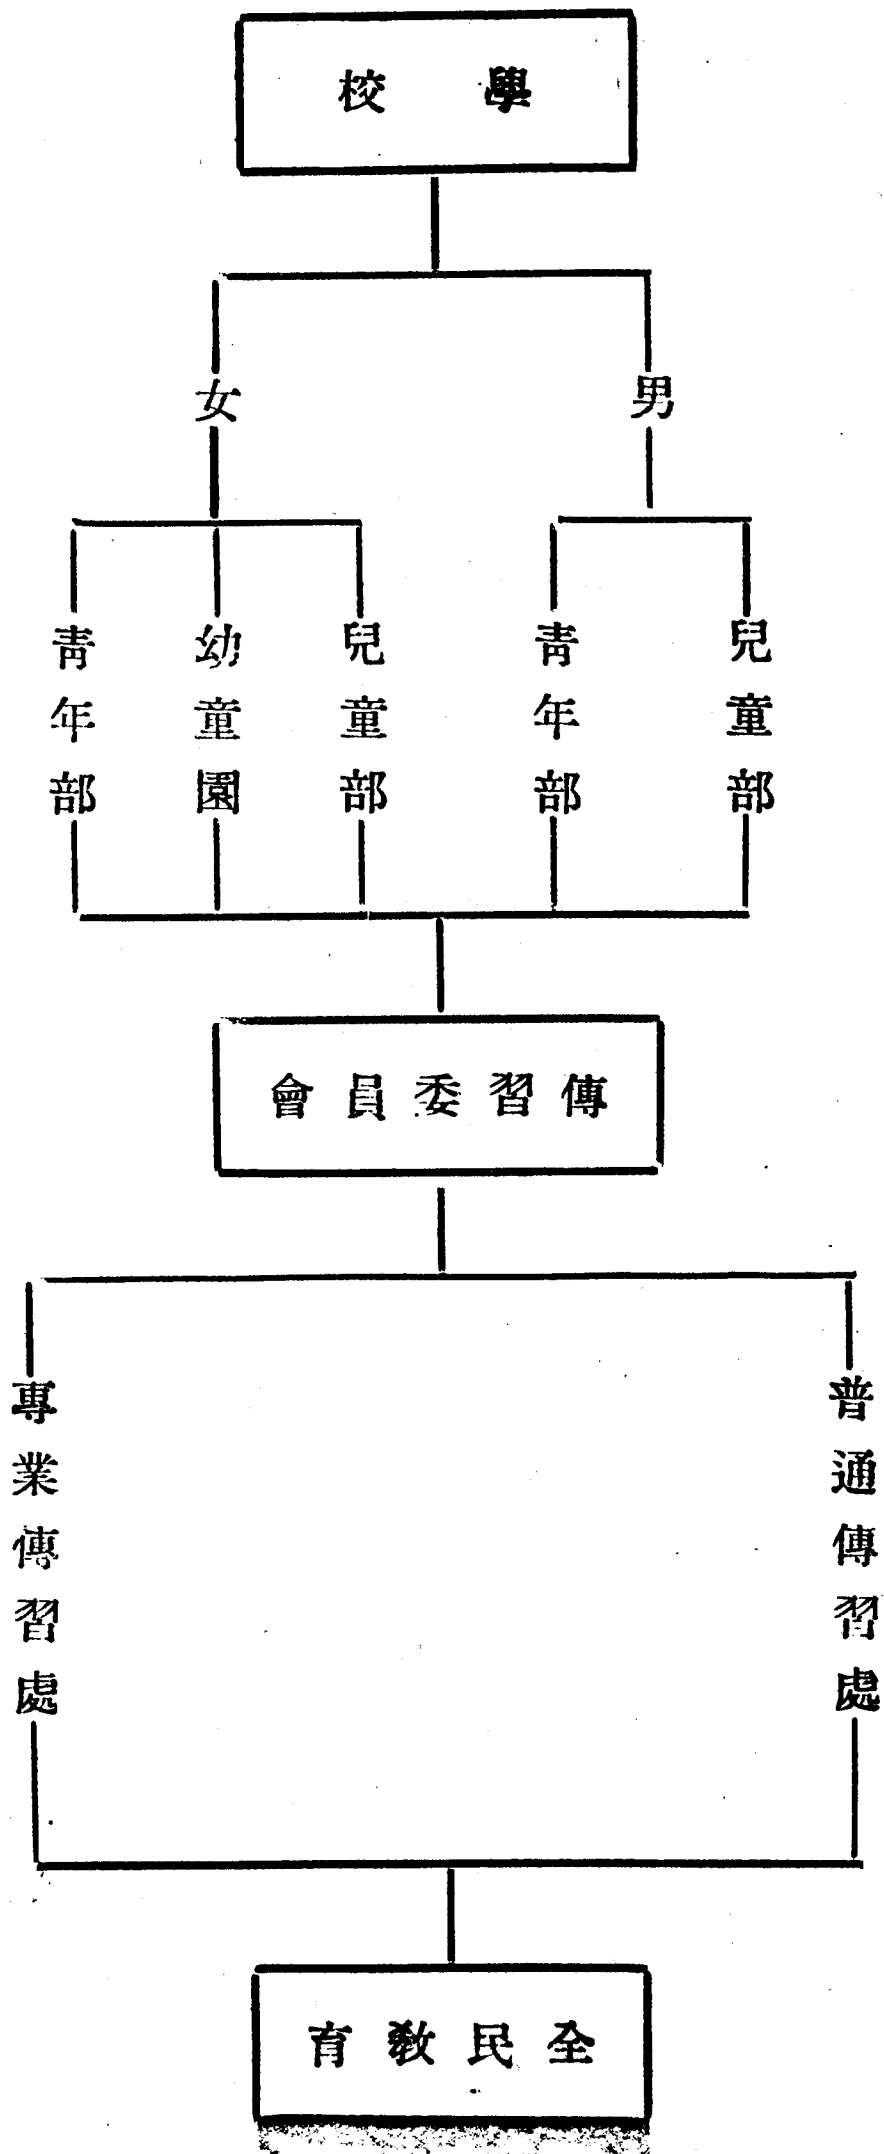 學校
男
女
兒童部
青年部
兒童部
幼童園
青年部
傳習委員會
普通傳習處
專業傳習處
全民敎育